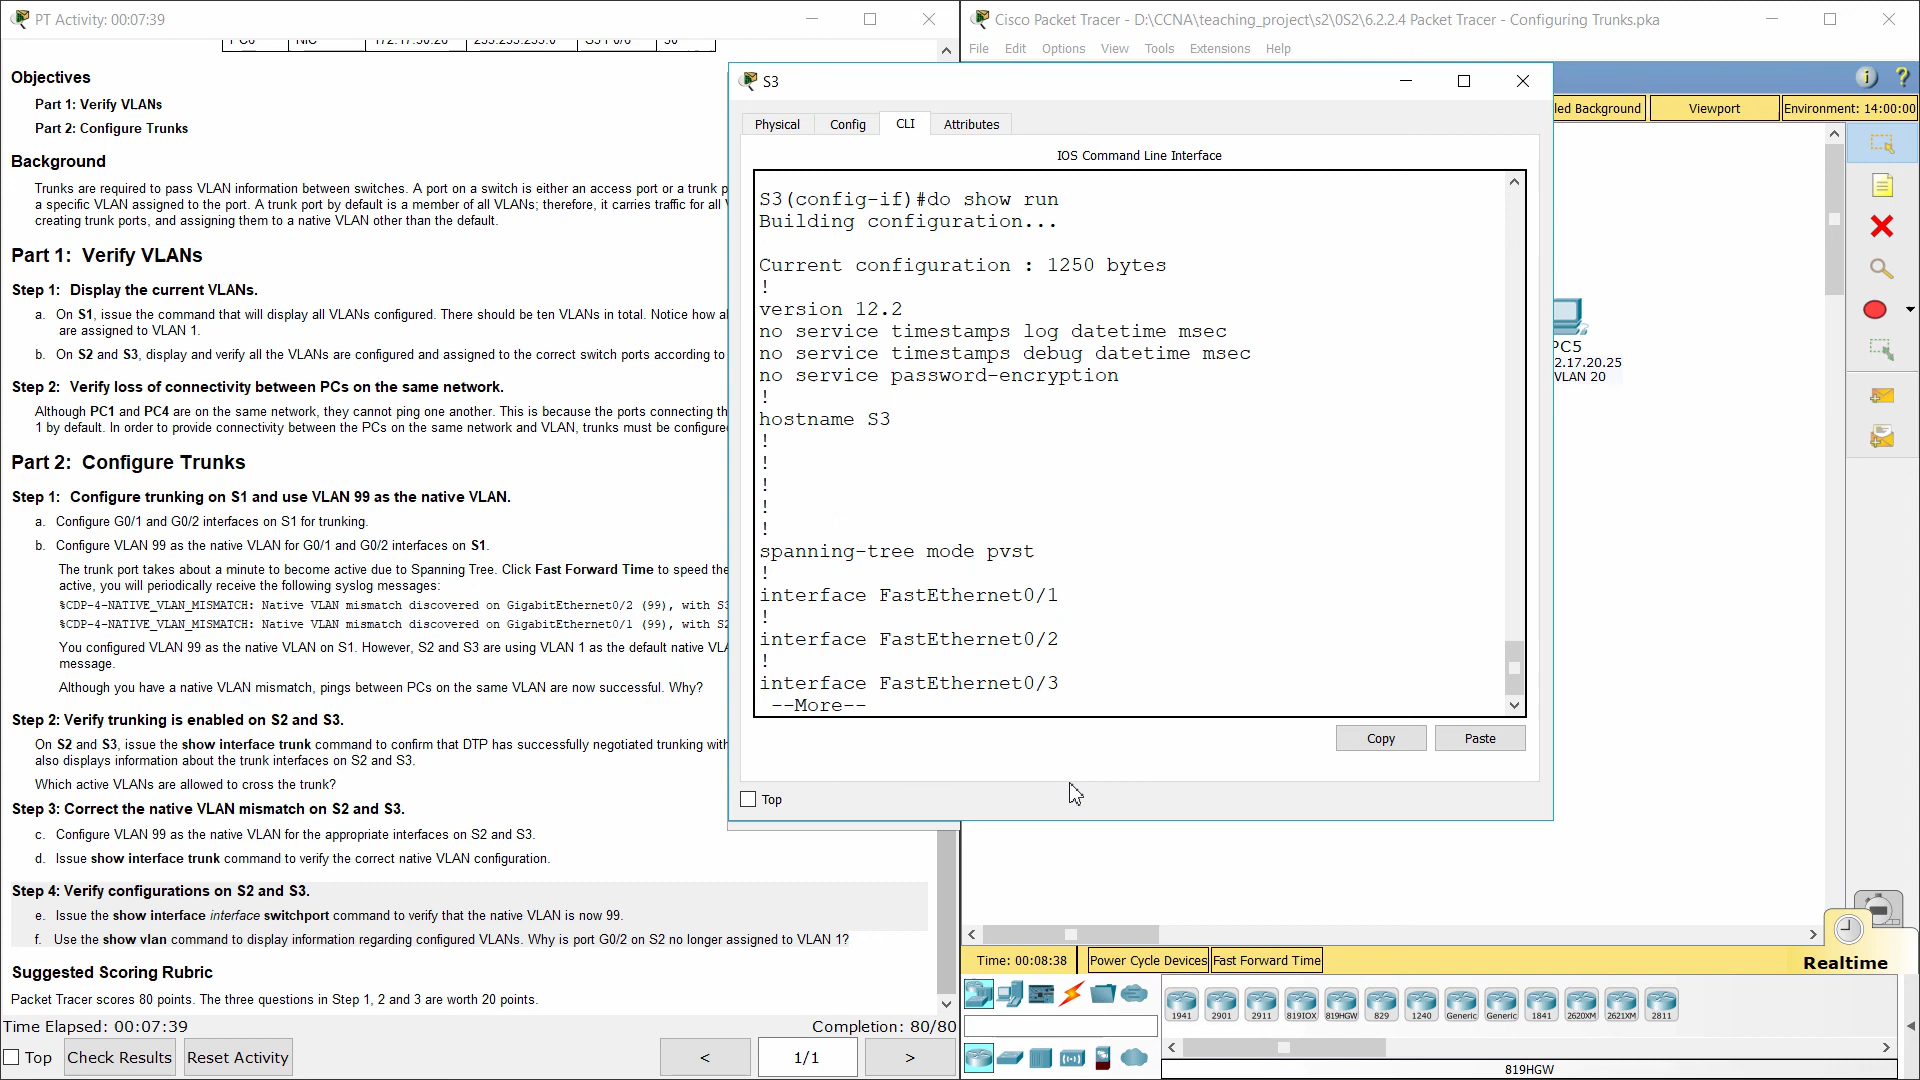 PT Activity: 00:07:39
NIC
Objectives
Part 1: Verify VLANs
Part 2: Configure Trunks
Background
Trunks are required to pass VLAN information between switches. A port on a switch is either an access port or a trunk
a specific VLAN assigned to the port. A trunk port by default is a member of all VLANs; therefore, it carries traffic for all
creating trunk ports, and assigning them to a native VLAN other than the default.
Part 1: Verify VLANs
Step 1: Display the current VLANs.
a. On S1, issue the command that will display all VLANs configured. There should be ten VLANs in total. Notice how
are assigned to VLAN 1.
b. On S2 and S3, display and verify all the VLANs are configured and assigned to the correct switch ports according to
Step 2: Verify loss of connectivity between PCs on the same network.
Although PC1 and PC4 are on the same network, they cannot ping one another. This is because the ports connecting
1 by default. In order to provide connectivity between the PCs on the same network and VLAN, trunks must be
Part 2: Configure Trunks
Step 1: Configure trunking on S1 and use VLAN 99 as the native VLAN.
a. Configure G0/1 and G0/2 interfaces on S1 for trunking.
b. Configure VLAN 99 as the native VLAN for G0/1 and G0/2 interfaces on S1.
The trunk port takes about a minute to become active due to Spanning Tree. Click Fast Forward Time to speed the
active, you will periodically receive the following syslog messages:
%CDP-4-NATIVE_VLAN_MISMATCH: Native VLAN mismatch discovered on GigabitEthernet0/2 (99), with
%CDP-4-NATIVE_VLAN_MISMATCH: Native VLAN mismatch discovered on GigabitEthernet0/1 (99), with
You configured VLAN 99 as the native VLAN on S1. However, S2 and S3 are using VLAN 1 as the default native
message.
Although you have a native VLAN mismatch, pings between PCs on the same VLAN are now successful. Why?
Step 2: Verify trunking is enabled on S2 and S3.
On S2 and S3, issue the show interface trunk command to confirm that DTP has successfully negotiated trunking
also displays information about the trunk interfaces on S2 and S3.
Which active VLANs are allowed to cross the trunk?
Step 3: Correct the native VLAN mismatch on S2 and S3.
c. Configure VLAN 99 as the native VLAN for the appropriate interfaces on S2 and S3.
d. Issue show interface trunk command to verify the correct native VLAN configuration.
Step 4: Verify configurations on S2 and S3.
e. Issue the show interface interface switchport command to verify that the native VLAN is now 99.
f. Use the show vlan command to display information regarding configured VLANs. Why is port G0/2 on S2 no longer assigned to VLAN 1?
Suggested Scoring Rubric
Packet Tracer scores 80 points. The three questions in Step 1, 2 and 3 are worth 20 points.
Time Elapsed: 00:07:39 Completion: 80/80
Top Check Results Reset Activity < 1/1 >
Cisco Packet Tracer - D:\CCNA\teaching_project\s2\0S2\6.2.2.4 Packet Tracer - Configuring Trunks.pka
File Edit Options View Tools Extensions Help
led Background Viewport Environment: 14:00:00
S3
Physical Config CLI Attributes
IOS Command Line Interface
S3(config-if)#do show run
Building configuration...
Current configuration : 1250 bytes
!
version 12.2
no service timestamps log datetime msec
no service timestamps debug datetime msec
no service password-encryption
!
hostname S3
!
!
!
!
!
spanning-tree mode pvst
!
interface FastEthernet0/1
!
interface FastEthernet0/2
!
interface FastEthernet0/3
--More--
Copy Paste
Top
PC5
2.17.20.25
VLAN 20
Time: 00:08:38 Power Cycle Devices Fast Forward Time
Realtime
1941 2901 2911 819IOX 819HGW 829 1240 Generic Generic 1841 2620XM 2621XM 2811
819HGW